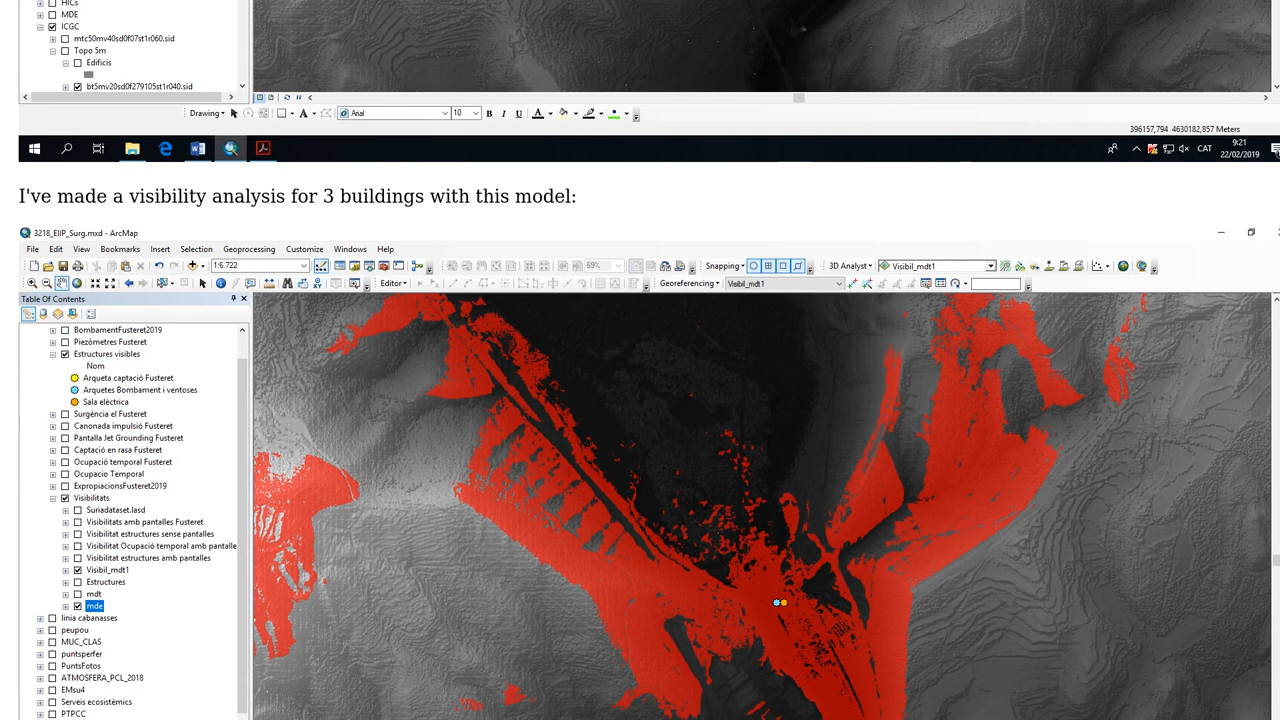 HICs
MDE
ICGC
mtc50mv40sd0f07st1r060.sid
Topo 5m
Edificis
bt5mv20sd0f279105st1r040.sid
Drawing
A
Arial
10
B I U A
396157,794 4630182,857 Meters
CAT
9:21
22/02/2019
I've made a visibility analysis for 3 buildings with this model:
3218_EIIP_Surg.mxd - ArcMap
File Edit View Bookmarks Insert Selection Geoprocessing Customize Windows Help
1:6.722
69%
Snapping
3D Analyst
Visibil_mdt1
Editor
Georeferencing
Visibil_mdt1
Table Of Contents
BombamentFusteret2019
Piezòmetres Fusteret
Estructures visibles
Nom
Arqueta captació Fusteret
Arquetes Bombament i ventoses
Sala elèctrica
Surgència el Fusteret
Canonada impulsió Fusteret
Pantalla Jet Grounding Fusteret
Captació en rasa Fusteret
Ocupació temporal Fusteret
Ocupacio Temporal
ExpropiacionsFusteret2019
Visibilitats
Suriadataset.lasd
Visibilitats amb pantalles Fusteret
Visibilitat estructures sense pantalles
Visibilitat Ocupació temporal amb pantalle
Visibilitat estructures amb pantalles
Visibil_mdt1
Estructures
mdt
mde
linia cabanasses
peupou
MUC_CLAS
puntsperfer
PuntsFotos
ATMOSFERA_PCL_2018
EMsu4
Serveis ecosistèmics
PTPCC